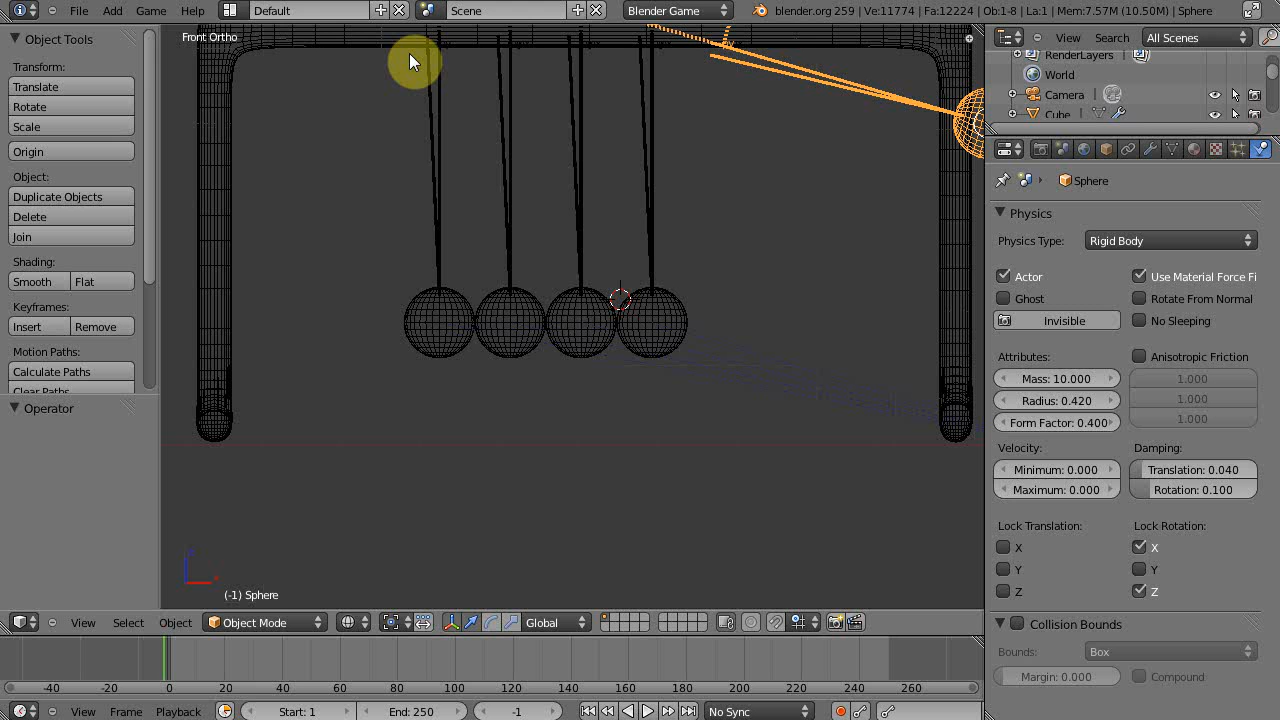 File Add Game Help Default Scene Blender Game blender.org 259 | Ve:11774 | Fa:12224 | Ob:1-8 | La:1 | Mem:7.57M (10.50M) | Sphere
Object Tools
Transform:
Translate
Rotate
Scale
Origin
Object:
Duplicate Objects
Delete
Join
Shading:
Smooth Flat
Keyframes:
Insert Remove
Motion Paths:
Calculate Paths
Clear Paths
Operator
Front Ortho
(-1) Sphere
View Select Object Object Mode Global
-40 -20 0 20 40 60 80 100 120 140 160 180 200 220 240 260
View Frame Playback Start: 1 End: 250 -1 No Sync
View Search All Scenes
RenderLayers
World
Camera
Cube
Sphere
Physics
Physics Type: Rigid Body
Actor Use Material Force Fi
Ghost Rotate From Normal
Invisible No Sleeping
Attributes: Anisotropic Friction
Mass: 10.000 1.000
Radius: 0.420 1.000
Form Factor: 0.400 1.000
Velocity: Damping:
Minimum: 0.000 Translation: 0.040
Maximum: 0.000 Rotation: 0.100
Lock Translation: Lock Rotation:
X X
Y Y
Z Z
Collision Bounds
Bounds: Box
Margin: 0.000 Compound